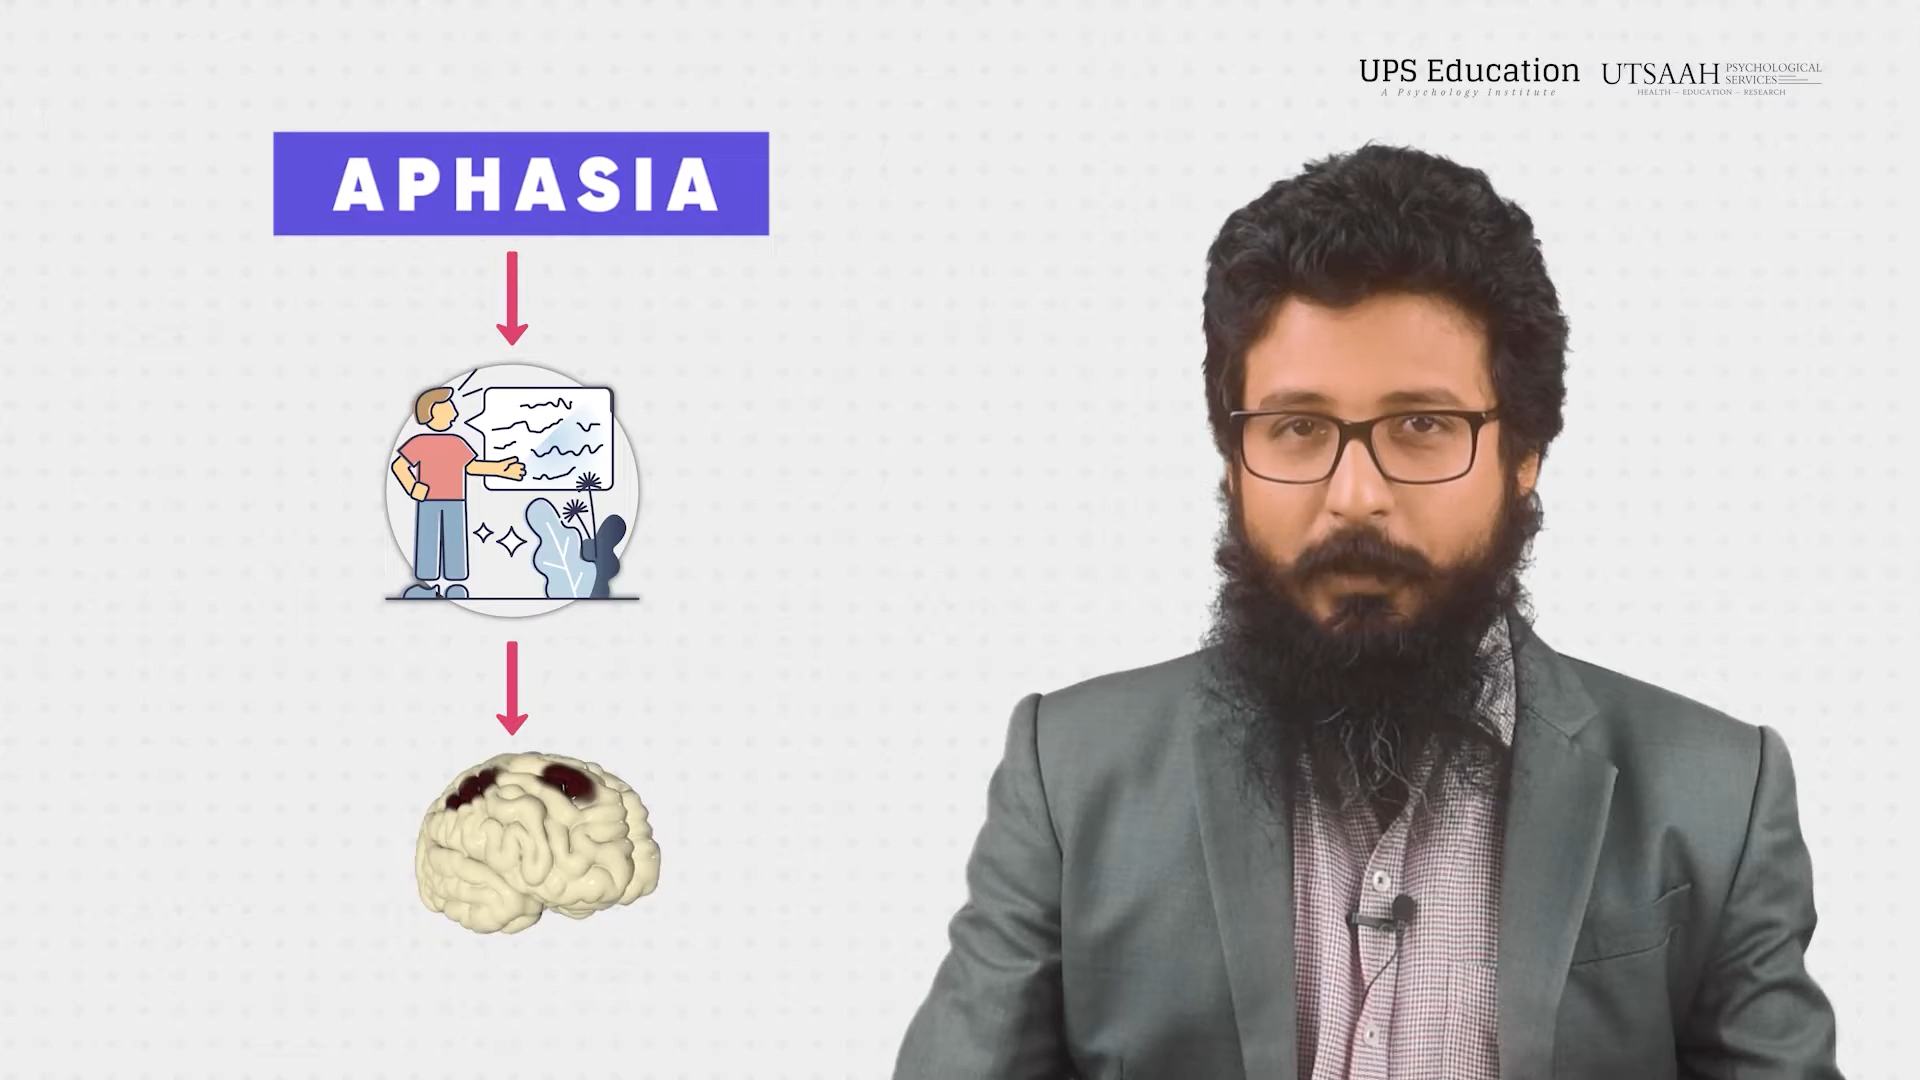 UPS Education
A Psychology Institute
UTSAAH PSYCHOLOGICAL SERVICES
HEALTH – EDUCATION – RESEARCH
APHASIA